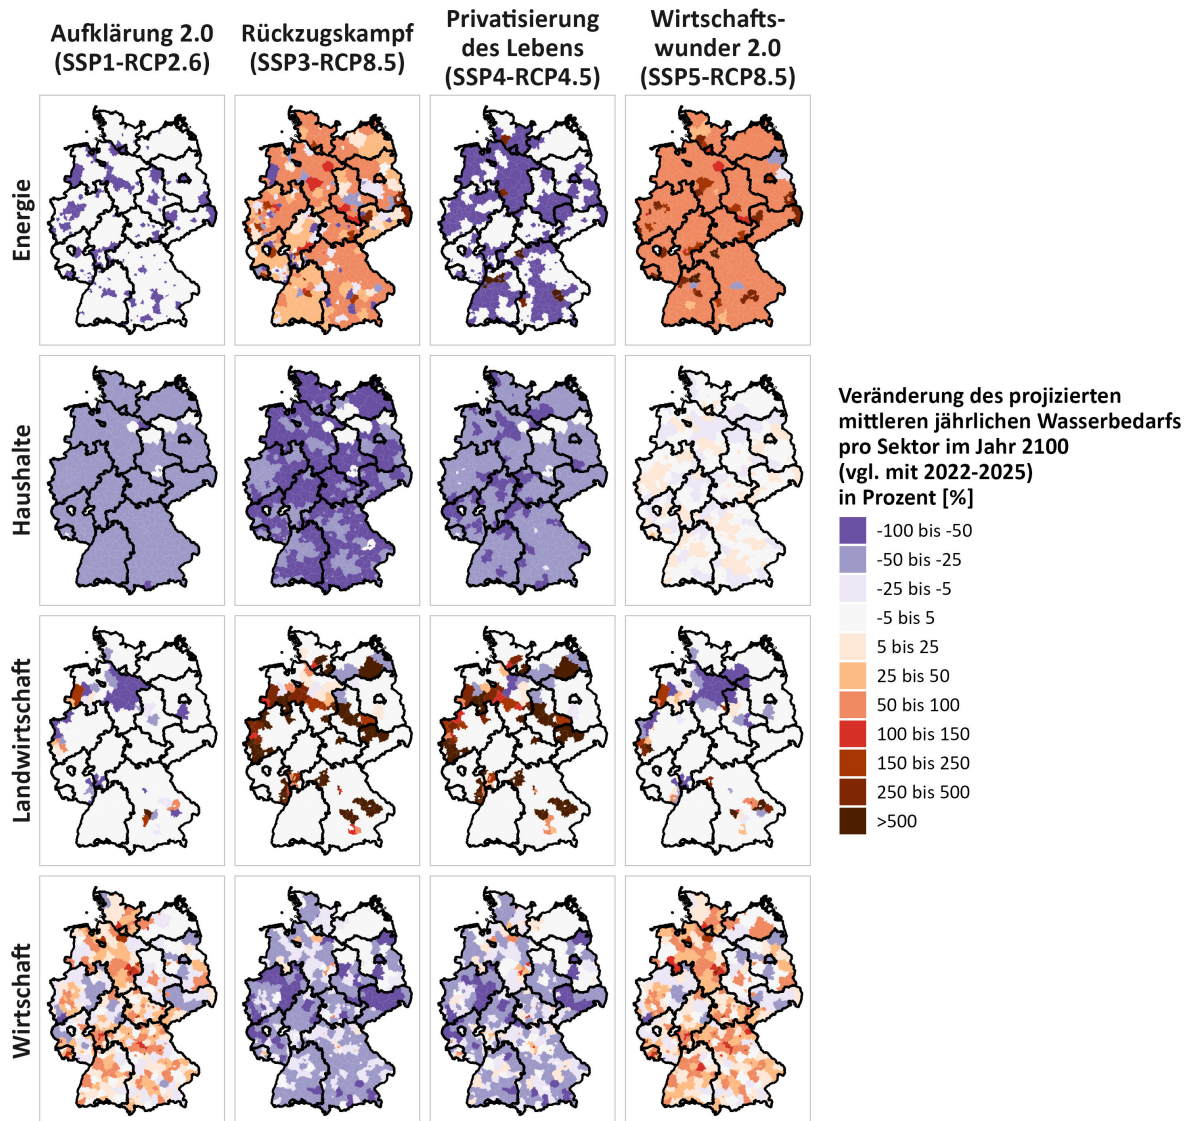 Aufklärung 2.0
(SSP1-RCP2.6)
Rückzugskampf
(SSP3-RCP8.5)
Privatisierung
des Lebens
(SSP4-RCP4.5)
Wirtschafts-
wunder 2.0
(SSP5-RCP8.5)
Energie
Haushalte
Landwirtschaft
Wirtschaft
Veränderung des projizierten
mittleren jährlichen Wasserbedarfs
pro Sektor im Jahr 2100
(vgl. mit 2022-2025)
in Prozent [%]
-100 bis -50
-50 bis -25
-25 bis -5
-5 bis 5
5 bis 25
25 bis 50
50 bis 100
100 bis 150
150 bis 250
250 bis 500
>500